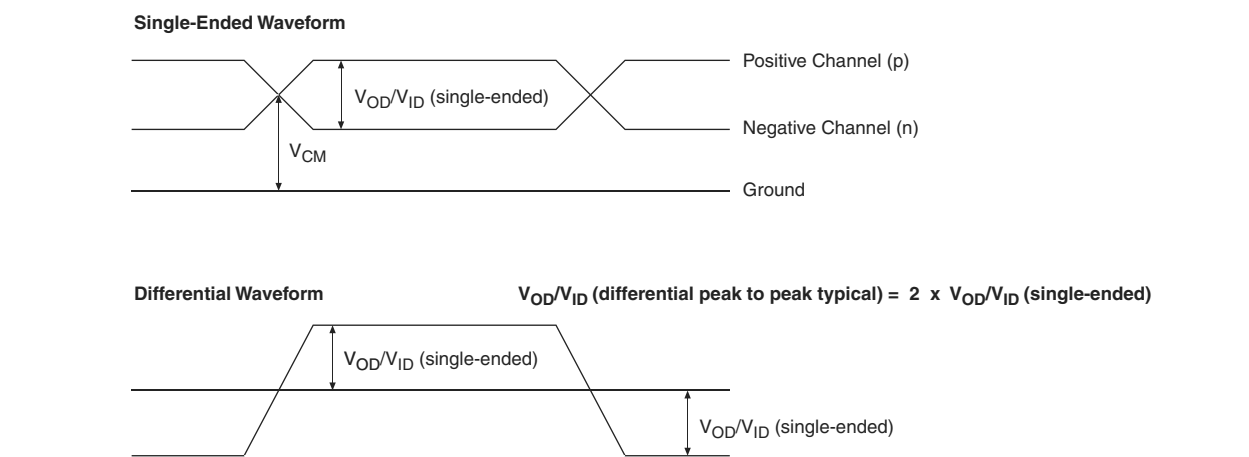 Single-Ended Waveform
Positive Channel (p)
VOD/VID (single-ended)
Negative Channel (n)
VCM
Ground
Differential Waveform
VOD/VID (differential peak to peak typical) = 2 x VOD/VID (single-ended)
VOD/VID (single-ended)
VOD/VID (single-ended)